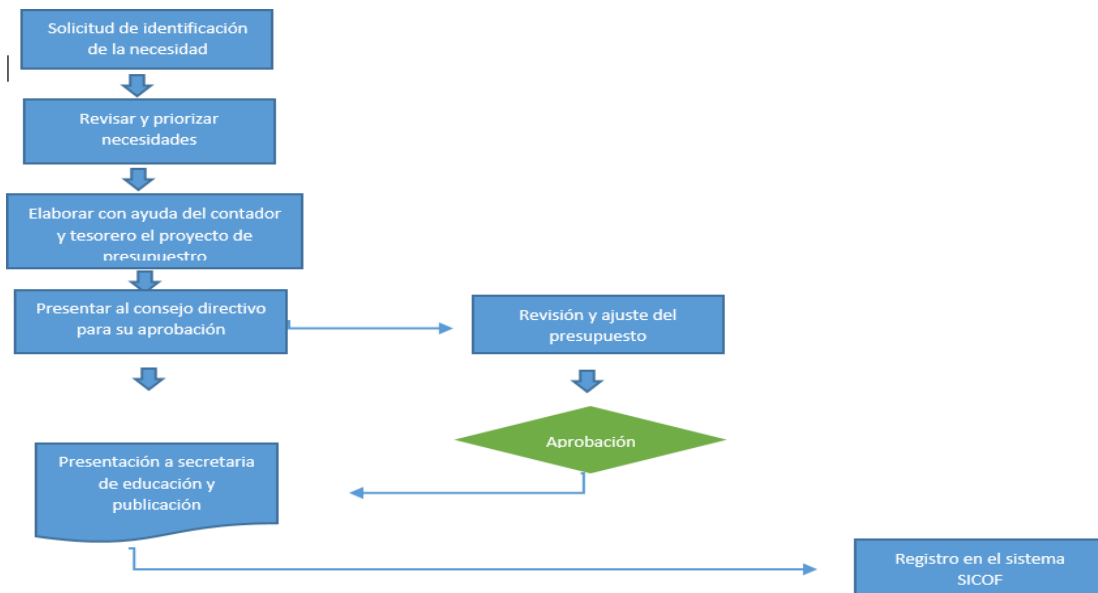 Solicitud de identificación
de la necesidad
Revisar y priorizar
necesidades
Elaborar con ayuda del contador
y tesorero el proyecto de
presupuestro
Presentar al consejo directivo
para su aprobación
Revisión y ajuste del
presupuesto
Aprobación
Presentación a secretaria
de educación y
publicación
Registro en el sistema
SICOF